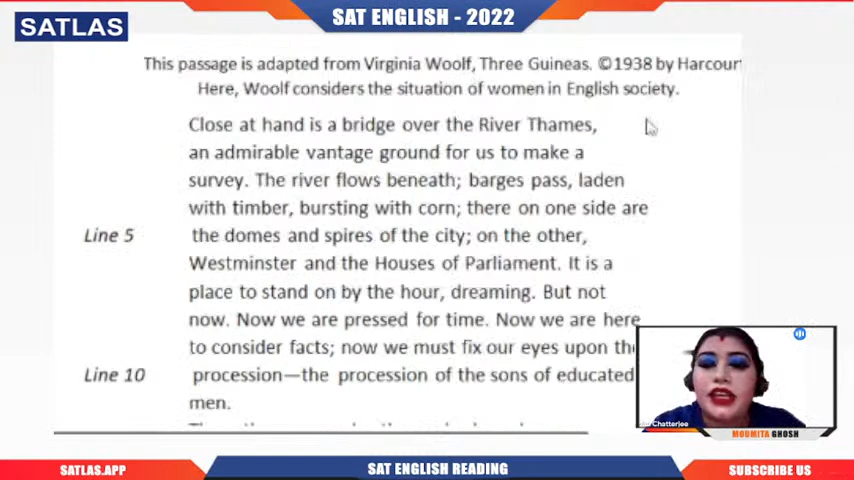 SATLAS
SAT ENGLISH - 2022
This passage is adapted from Virginia Woolf, Three Guineas. ©1938 by Harcour
Here, Woolf considers the situation of women in English society.
Close at hand is a bridge over the River Thames,
an admirable vantage ground for us to make a
survey. The river flows beneath; barges pass, laden
with timber, bursting with corn; there on one side are
Line 5 the domes and spires of the city; on the other,
Westminster and the Houses of Parliament. It is a
place to stand on by the hour, dreaming. But not
now. Now we are pressed for time. Now we are here
to consider facts; now we must fix our eyes upon the
Line 10 procession—the procession of the sons of educated
men.
Chatterjee
MOUMITA GHOSH
SATLAS.APP
SAT ENGLISH READING
SUBSCRIBE US